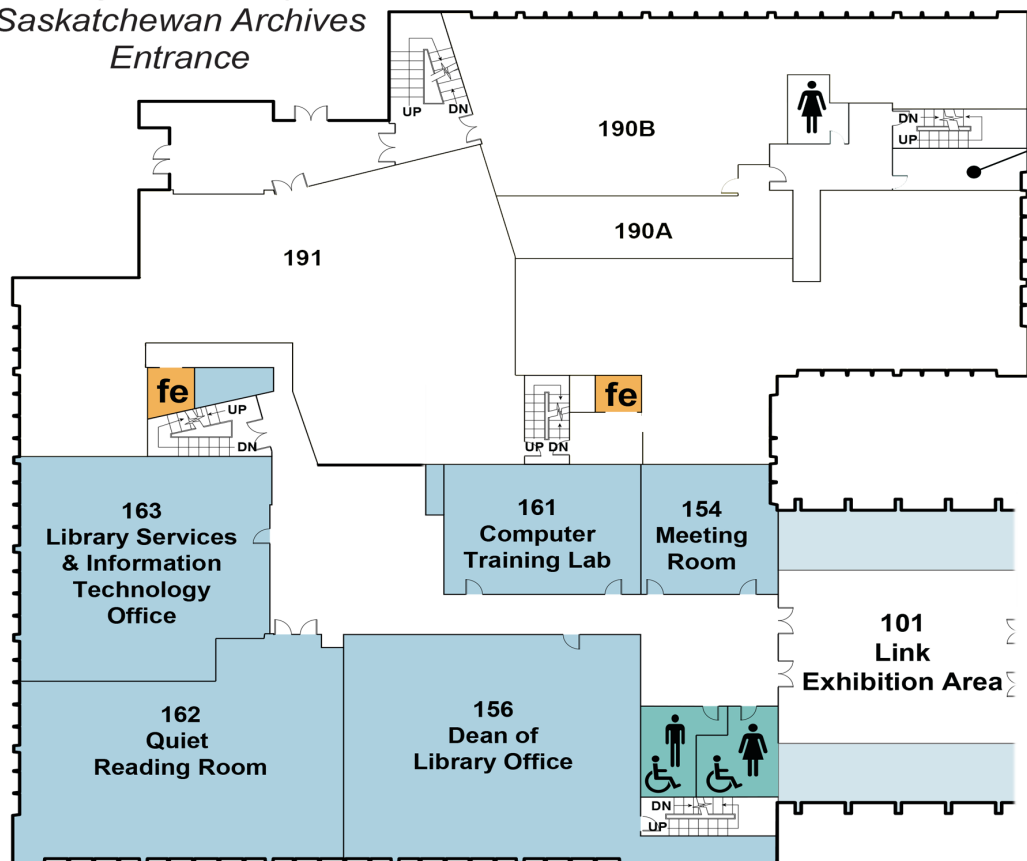 Saskatchewan Archives
Entrance
UP
DN
190B
DN
UP
190A
191
fe
UP
DN
fe
UP DN
163
Library Services
& Information
Technology
Office
161
Computer
Training Lab
154
Meeting
Room
101
Link
Exhibition Area
162
Quiet
Reading Room
156
Dean of
Library Office
DN
UP